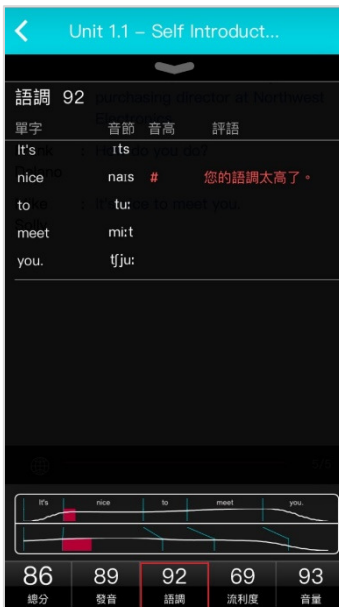 Unit 1.1 – Self Introduct...
語調 92
單字 音節 音高 評語
It's ɪts
nice naɪs # 您的語調太高了。
to tuː
meet miːt
you. tʃjuː
purchasing director at Northwest
do you do?
to meet you.
It's nice to meet you.
86 89 92 69 93
總分 發音 語調 流利度 音量